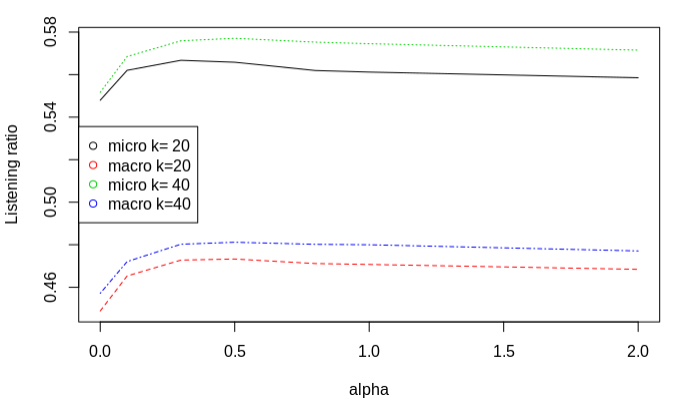 0.58
0.54
0.50
0.46
Listening ratio
micro k= 20
macro k=20
micro k= 40
macro k=40
0.0 0.5 1.0 1.5 2.0
alpha